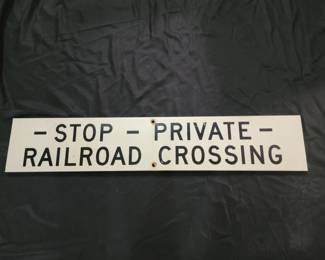 - STOP - PRIVATE -
RAILROAD CROSSING